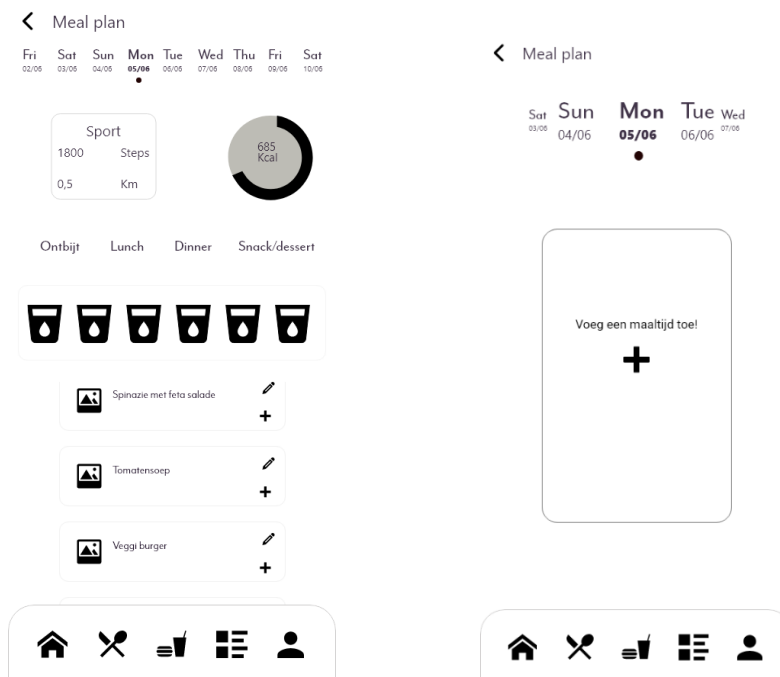 Meal plan
Fri Sat Sun Mon Tue Wed Thu Fri Sat
02/06 03/06 04/06 05/06 06/06 07/06 08/06 09/06 10/06
Sport
1800 Steps
0,5 Km
685
Kcal
Ontbijt Lunch Dinner Snack/dessert
Spinazie met feta salade
Tomatensoep
Veggi burger
Meal plan
Sat Sun Mon Tue Wed
03/06 04/06 05/06 06/06 07/06
Voeg een maaltijd toe!